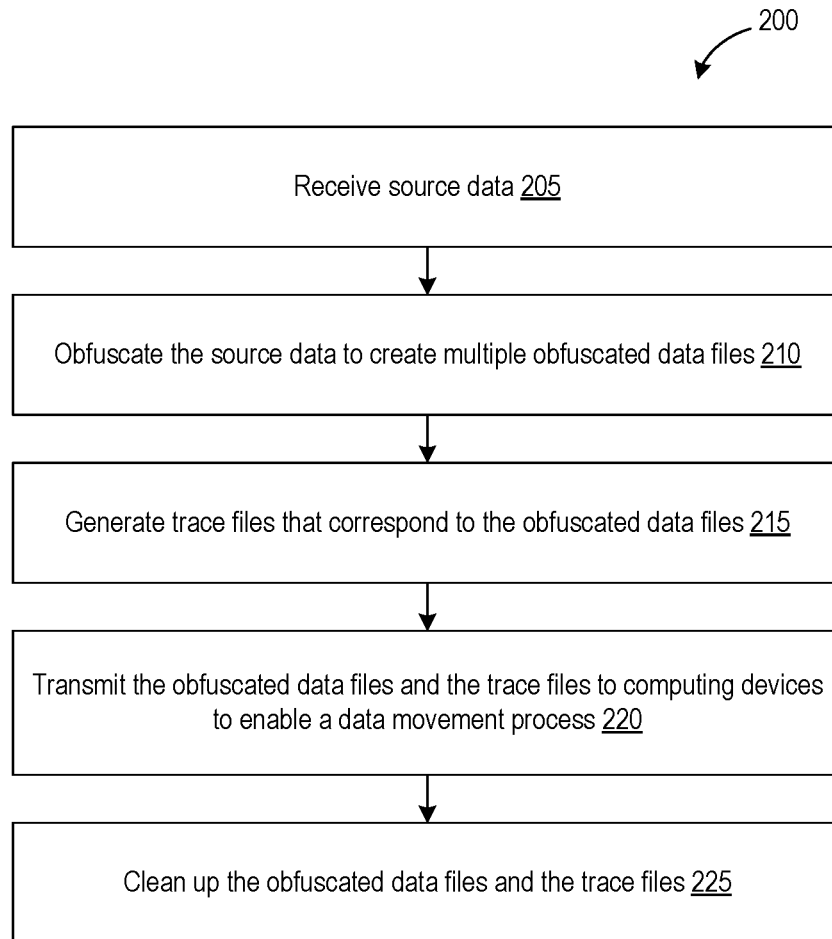 200
Receive source data 205
Obfuscate the source data to create multiple obfuscated data files 210
Generate trace files that correspond to the obfuscated data files 215
Transmit the obfuscated data files and the trace files to computing devices
to enable a data movement process 220
Clean up the obfuscated data files and the trace files 225